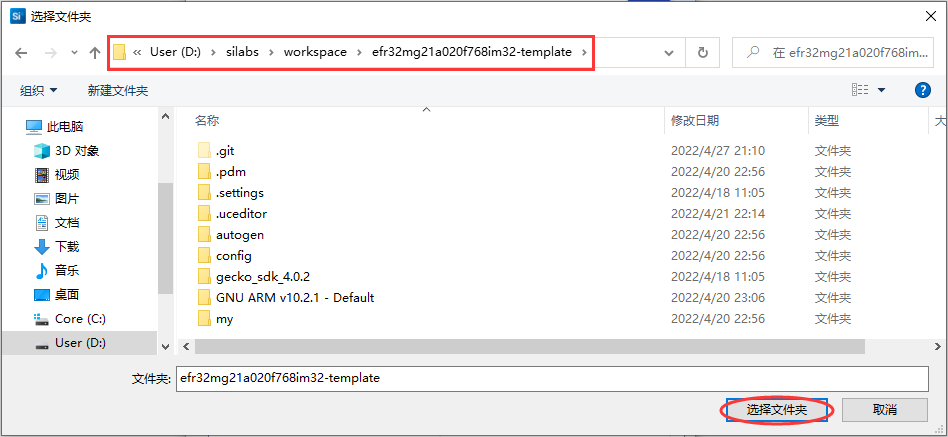 Si 选择文件夹
« User (D:) › silabs › workspace › efr32mg21a020f768im32-template › 在 efr32mg21a020f768im...
组织 新建文件夹 ?
名称 修改日期 类型 大
此电脑
3D 对象
视频
图片
文档
下载
音乐
桌面
Core (C:)
User (D:)
.git 2022/4/27 21:10 文件夹
.pdm 2022/4/20 22:56 文件夹
.settings 2022/4/18 11:05 文件夹
.uceditor 2022/4/21 22:14 文件夹
autogen 2022/4/20 22:56 文件夹
config 2022/4/20 22:56 文件夹
gecko_sdk_4.0.2 2022/4/18 11:05 文件夹
GNU ARM v10.2.1 - Default 2022/4/20 23:06 文件夹
my 2022/4/20 22:56 文件夹
文件夹: efr32mg21a020f768im32-template
选择文件夹 取消